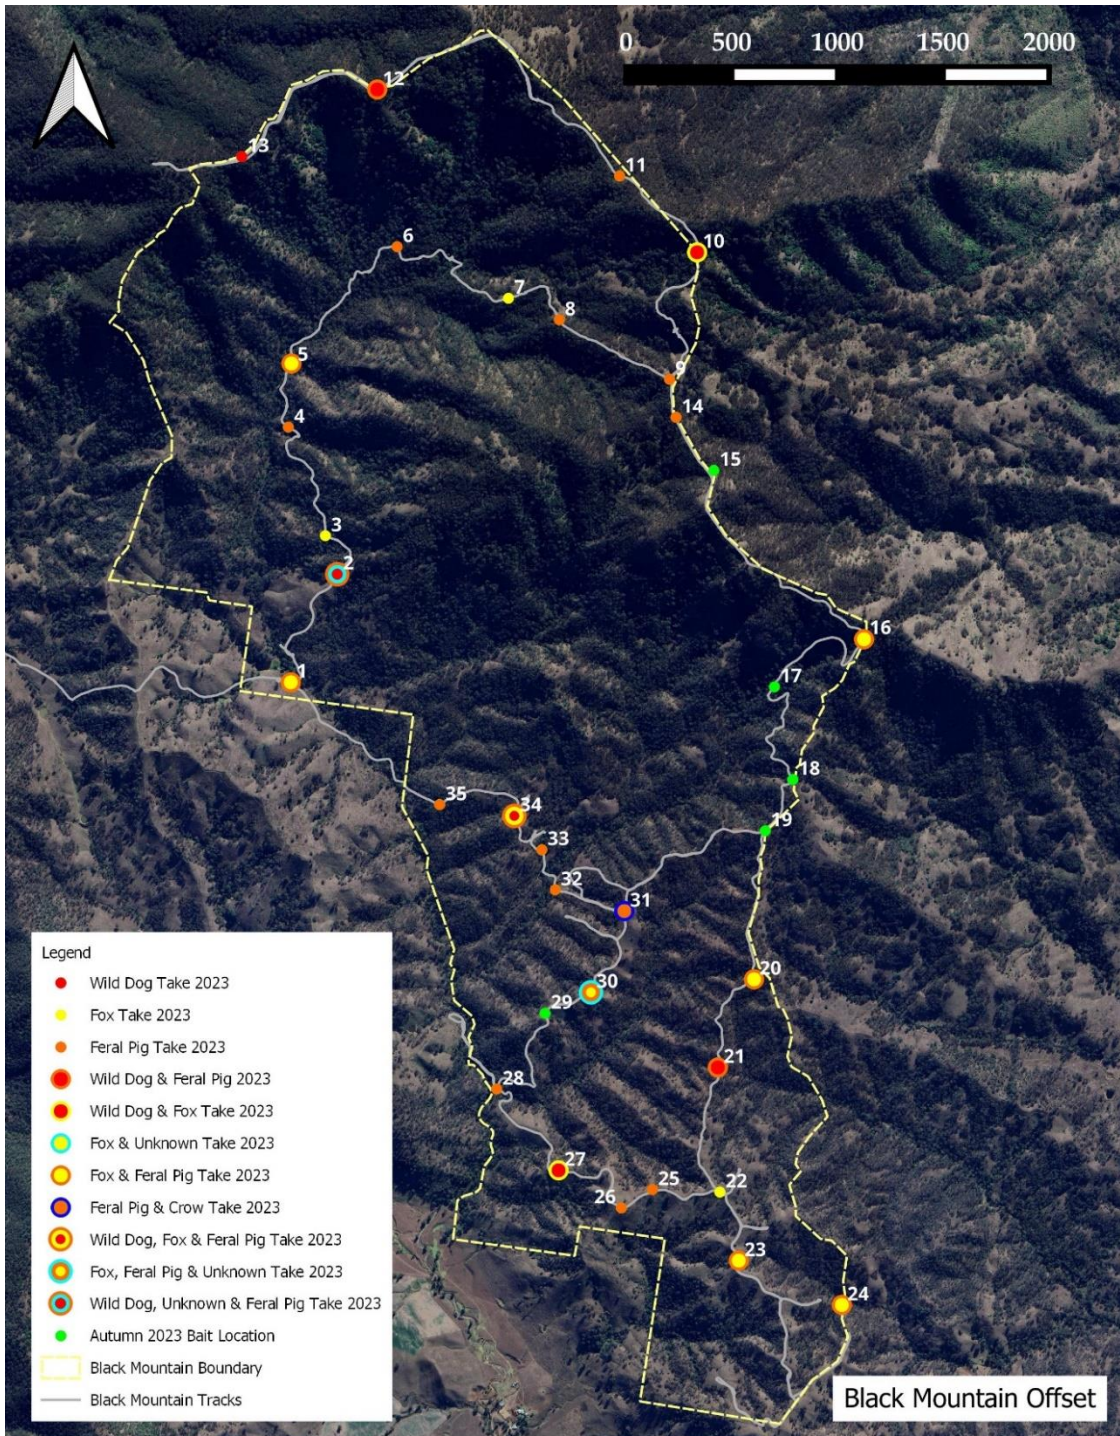 0 500 1000 1500 2000
12
13
11
6
10
7
8
5
9
14
4
15
3
2
16
1
17
18
35
34
19
33
32
31
20
30
29
21
28
27
25
22
26
23
24
Legend
Wild Dog Take 2023
Fox Take 2023
Feral Pig Take 2023
Wild Dog & Feral Pig 2023
Wild Dog & Fox Take 2023
Fox & Unknown Take 2023
Fox & Feral Pig Take 2023
Feral Pig & Crow Take 2023
Wild Dog, Fox & Feral Pig Take 2023
Fox, Feral Pig & Unknown Take 2023
Wild Dog, Unknown & Feral Pig Take 2023
Autumn 2023 Bait Location
Black Mountain Boundary
Black Mountain Tracks
Black Mountain Offset